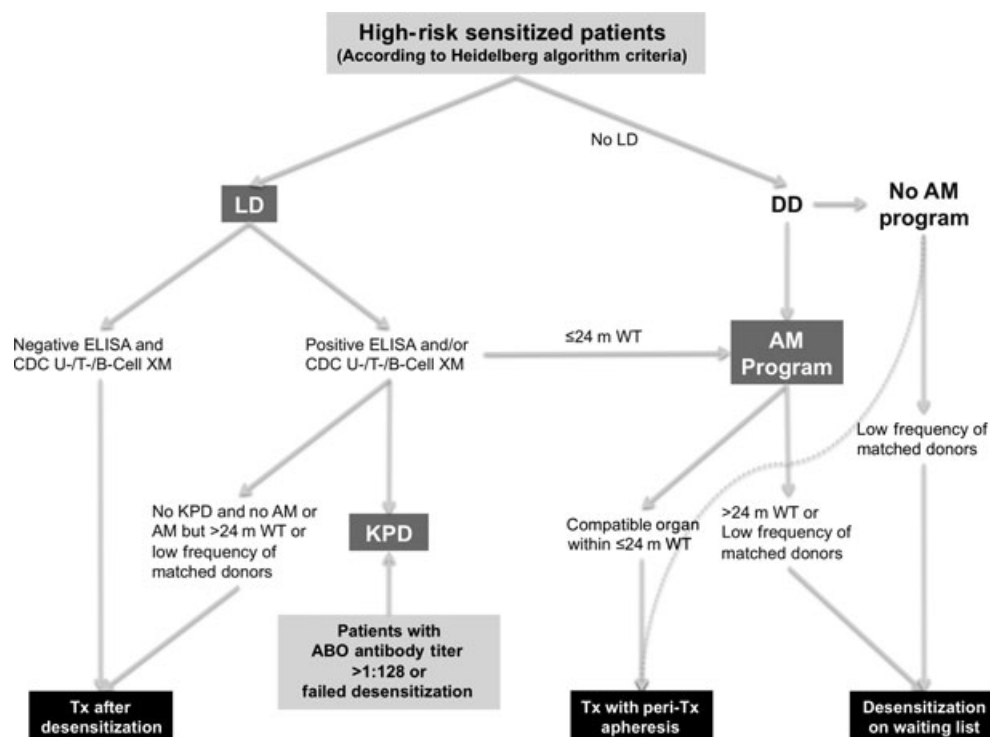 High-risk sensitized patients
(According to Heidelberg algorithm criteria)
No LD
LD
DD
No AM
program
Negative ELISA and
CDC U-/T-/B-Cell XM
Positive ELISA and/or
CDC U-/T-/B-Cell XM
≤24 m WT
AM
Program
Low frequency of
matched donors
No KPD and no AM or
AM but >24 m WT or
low frequency of
matched donors
KPD
Compatible organ
within ≤24 m WT
>24 m WT or
Low frequency of
matched donors
Patients with
ABO antibody titer
>1:128 or
failed desensitization
Tx after
desensitization
Tx with peri-Tx
apheresis
Desensitization
on waiting list